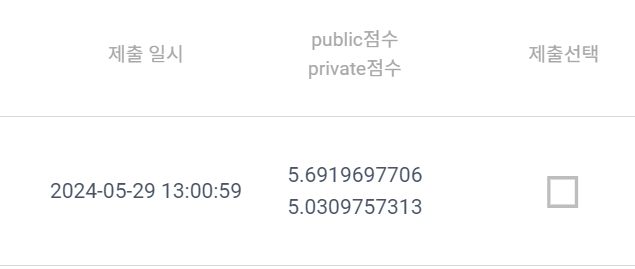 제출 일시
public점수
private점수
제출선택
2024-05-29 13:00:59
5.6919697706
5.0309757313